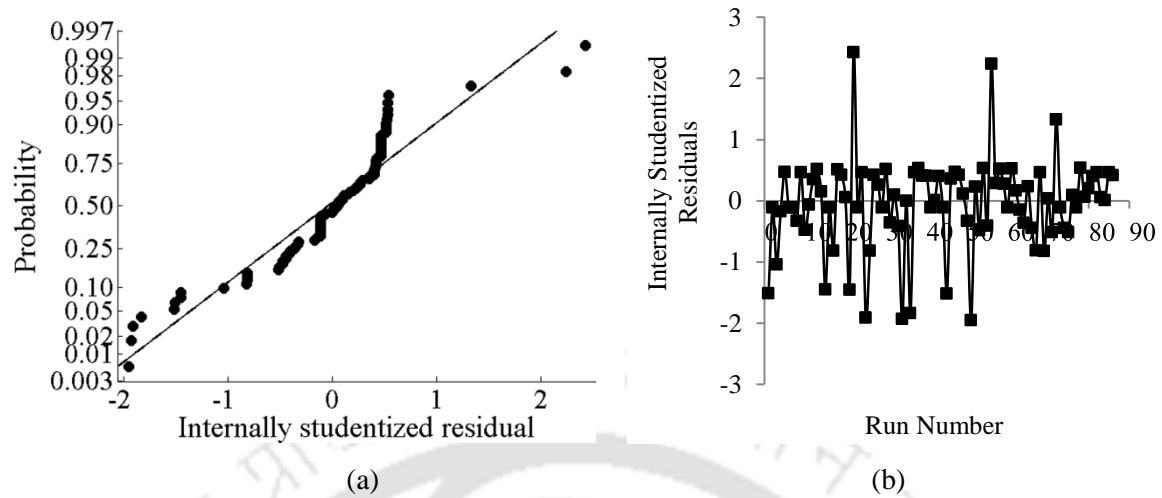 0.997
0.99
0.98
0.95
0.90
0.75
0.50
0.25
0.10
0.05
0.02
0.01
0.003
Probability
-2 -1 0 1 2
Internally studentized residual
(a)
3
2
1
0
-1
-2
-3
Internally Studentized
Residuals
0 10 20 30 40 50 60 70 80 90
Run Number
(b)